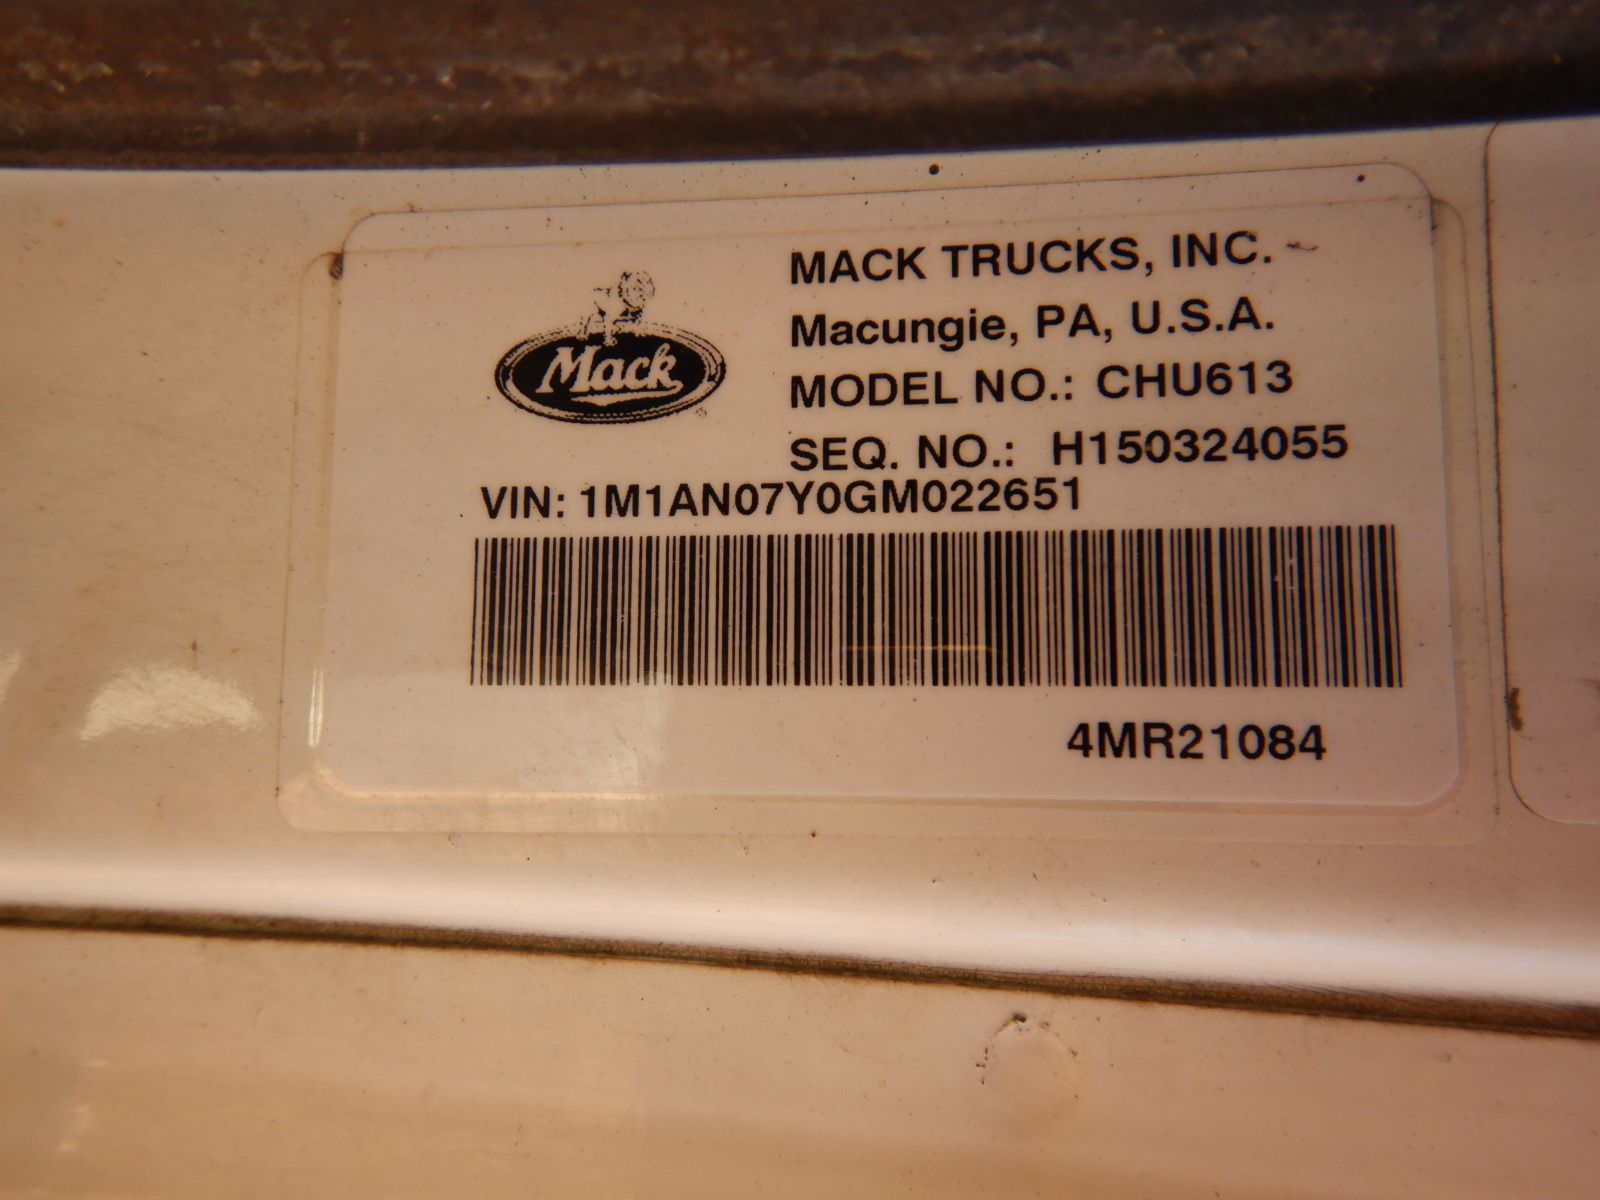 Mack
MACK TRUCKS, INC.
Macungie, PA, U.S.A.
MODEL NO.: CHU613
SEQ. NO.: H150324055
VIN: 1M1AN07Y0GM022651
4MR21084